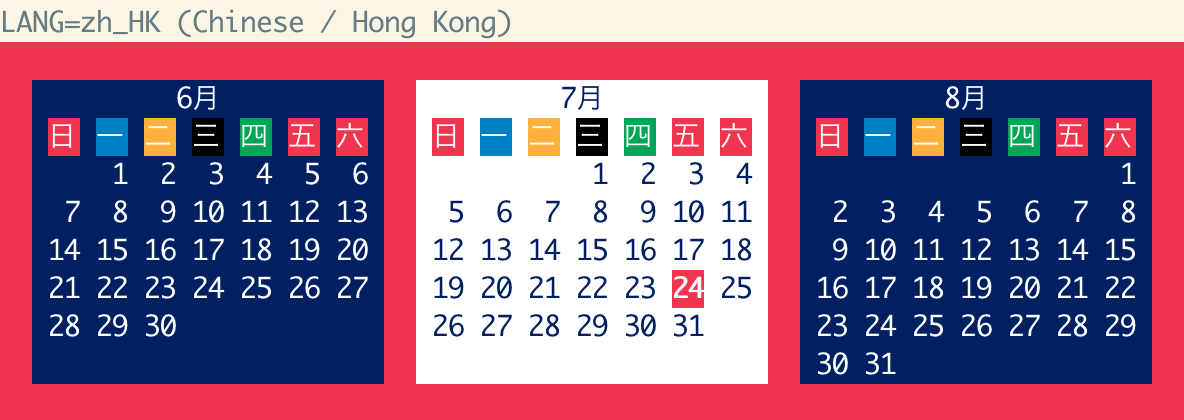 LANG=zh_HK (Chinese / Hong Kong)
6月 7月 8月
日 一 二 三 四 五 六 日 一 二 三 四 五 六 日 一 二 三 四 五 六
1 2 3 4 5 6 1 2 3 4 1
7 8 9 10 11 12 13 5 6 7 8 9 10 11 2 3 4 5 6 7 8
14 15 16 17 18 19 20 12 13 14 15 16 17 18 9 10 11 12 13 14 15
21 22 23 24 25 26 27 19 20 21 22 23 24 25 16 17 18 19 20 21 22
28 29 30 26 27 28 29 30 31 23 24 25 26 27 28 29
30 31